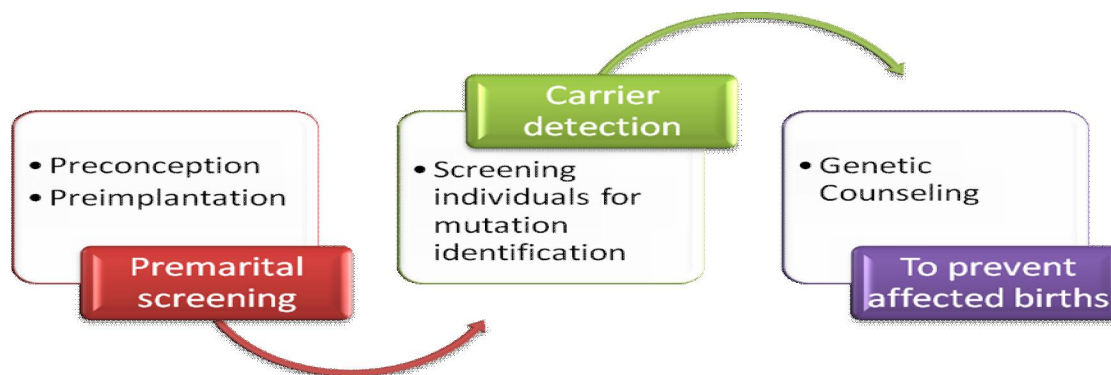 • Preconception
• Preimplantation
Premarital
screening
Carrier
detection
• Screening
individuals for
mutation
identification
• Genetic
Counseling
To prevent
affected births